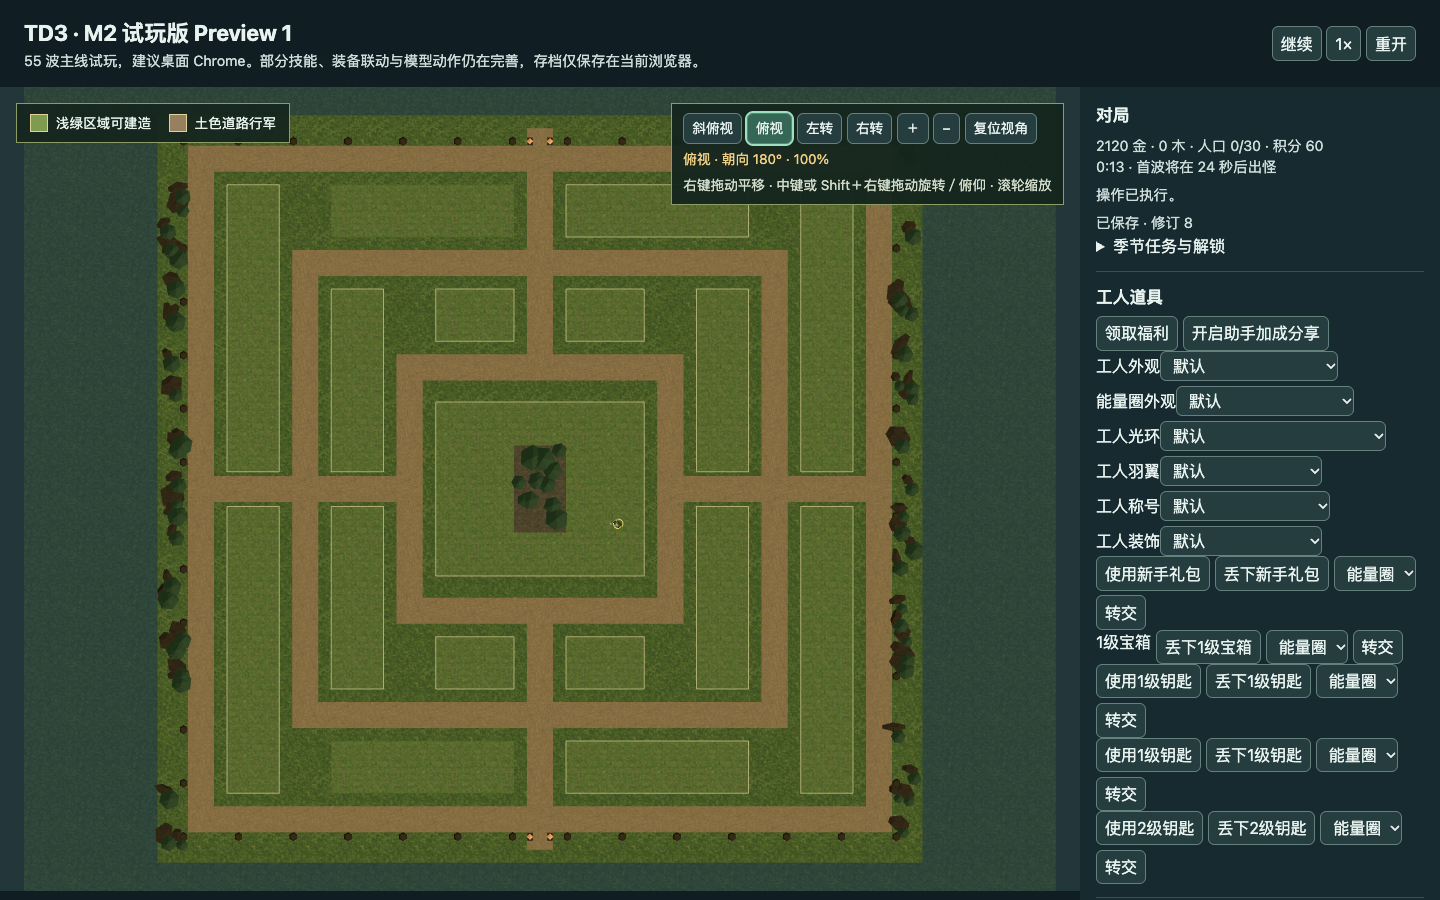 TD3 · M2 试玩版 Preview 1
55 波主线试玩，建议桌面 Chrome。部分技能、装备联动与模型动作仍在完善，存档仅保存在当前浏览器。
继续 1× 重开
浅绿区域可建造 土色道路行军
斜俯视 俯视 左转 右转 + − 复位视角
俯视 · 朝向 180° · 100%
右键拖动平移 · 中键或 Shift＋右键拖动旋转 / 俯仰 · 滚轮缩放
对局
2120 金 · 0 木 · 人口 0/30 · 积分 60
0:13 · 首波将在 24 秒后出怪
操作已执行。
已保存 · 修订 8
季节任务与解锁
工人道具
领取福利 开启助手加成分享
工人外观 默认
能量圈外观 默认
工人光环 默认
工人羽翼 默认
工人称号 默认
工人装饰 默认
使用新手礼包 丢下新手礼包 能量圈
转交
1级宝箱 丢下1级宝箱 能量圈 转交
使用1级钥匙 丢下1级钥匙 能量圈
转交
使用1级钥匙 丢下1级钥匙 能量圈
转交
使用2级钥匙 丢下2级钥匙 能量圈
转交